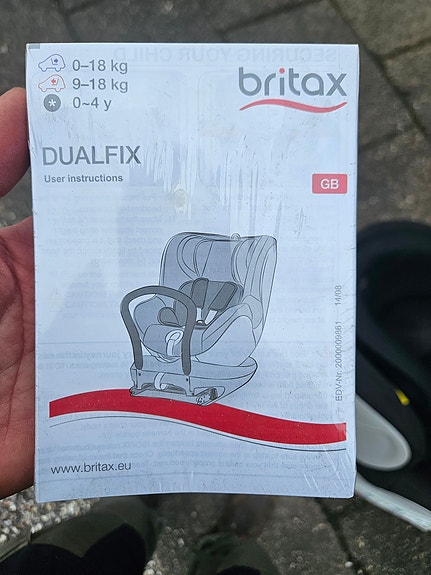 0–18 kg
9–18 kg
0~4 y
britax
DUALFIX
User instructions
GB
EDV-Nr. 2000009861 14/08
www.britax.eu